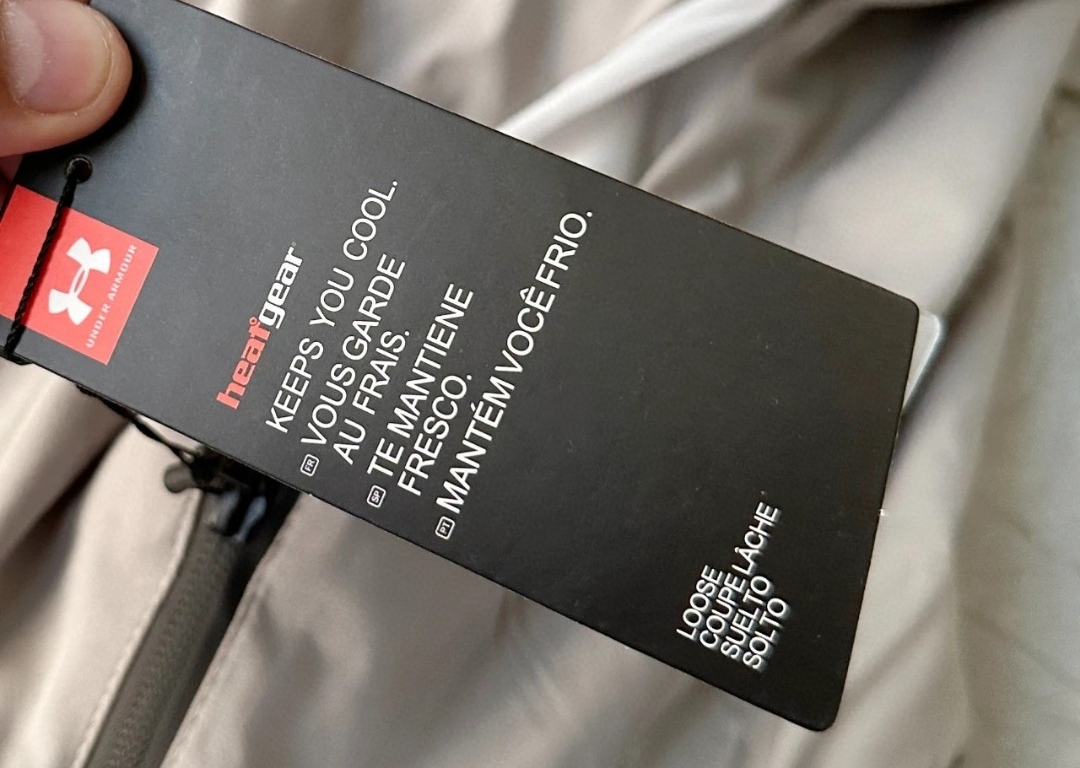 UNDER ARMOUR
heatgear
KEEPS YOU COOL.
FR VOUS GARDE
AU FRAIS.
SP TE MANTIENE
FRESCO.
PT MANTÉM VOCÊ FRIO.
LOOSE
COUPE LÂCHE
SUELTO
SOLTO